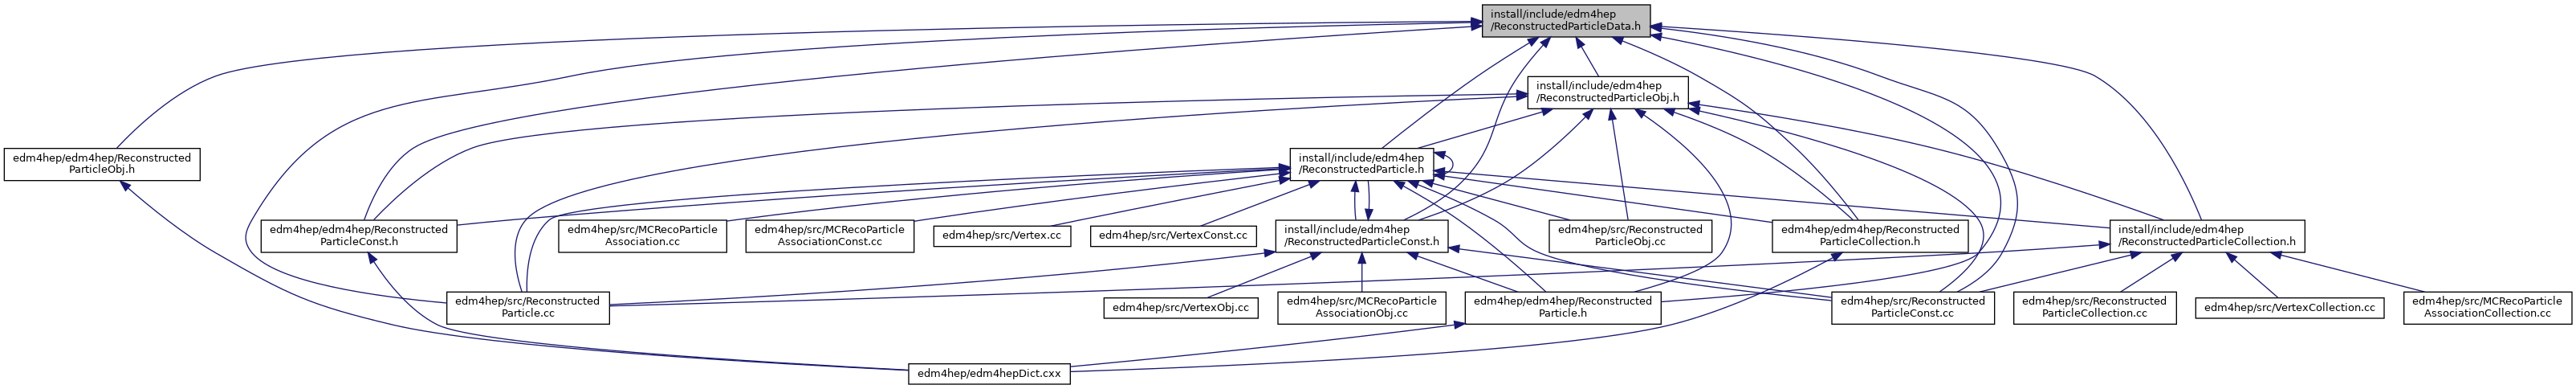 install/include/edm4hep
/ReconstructedParticleData.h
install/include/edm4hep
/ReconstructedParticleObj.h
edm4hep/edm4hep/Reconstructed
ParticleObj.h
install/include/edm4hep
/ReconstructedParticle.h
edm4hep/edm4hep/Reconstructed
ParticleConst.h
edm4hep/src/MCRecoParticle
Association.cc
edm4hep/src/MCRecoParticle
AssociationConst.cc
edm4hep/src/Vertex.cc
edm4hep/src/VertexConst.cc
install/include/edm4hep
/ReconstructedParticleConst.h
edm4hep/src/Reconstructed
ParticleObj.cc
edm4hep/edm4hep/Reconstructed
ParticleCollection.h
install/include/edm4hep
/ReconstructedParticleCollection.h
edm4hep/src/Reconstructed
Particle.cc
edm4hep/src/VertexObj.cc
edm4hep/src/MCRecoParticle
AssociationObj.cc
edm4hep/edm4hep/Reconstructed
Particle.h
edm4hep/src/Reconstructed
ParticleConst.cc
edm4hep/src/Reconstructed
ParticleCollection.cc
edm4hep/src/VertexCollection.cc
edm4hep/src/MCRecoParticle
AssociationCollection.cc
edm4hep/edm4hepDict.cxx